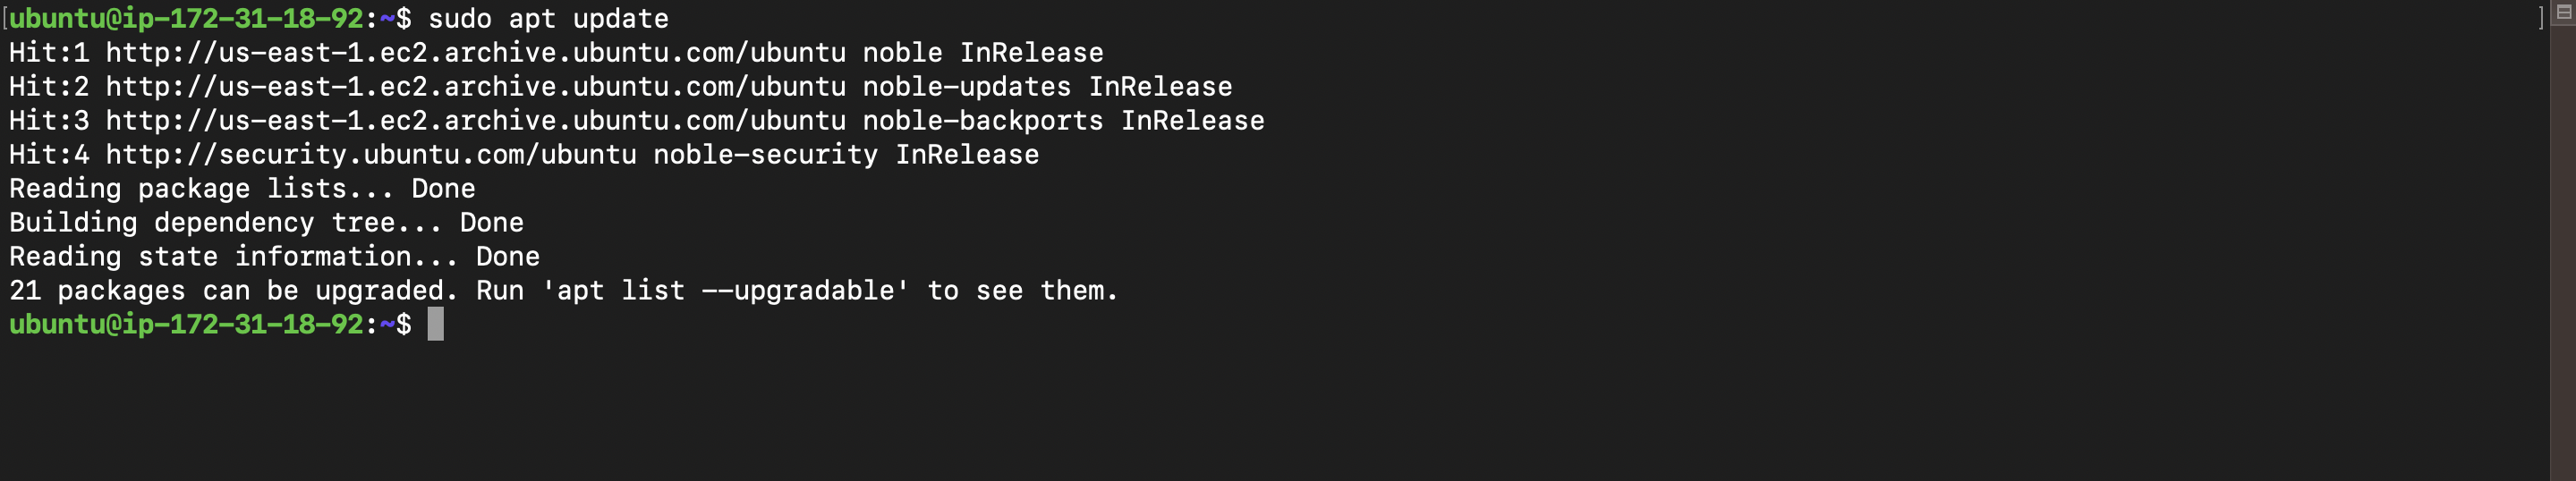 [ubuntu@ip-172-31-18-92:~$ sudo apt update ]
Hit:1 http://us-east-1.ec2.archive.ubuntu.com/ubuntu noble InRelease
Hit:2 http://us-east-1.ec2.archive.ubuntu.com/ubuntu noble-updates InRelease
Hit:3 http://us-east-1.ec2.archive.ubuntu.com/ubuntu noble-backports InRelease
Hit:4 http://security.ubuntu.com/ubuntu noble-security InRelease
Reading package lists... Done
Building dependency tree... Done
Reading state information... Done
21 packages can be upgraded. Run 'apt list --upgradable' to see them.
ubuntu@ip-172-31-18-92:~$